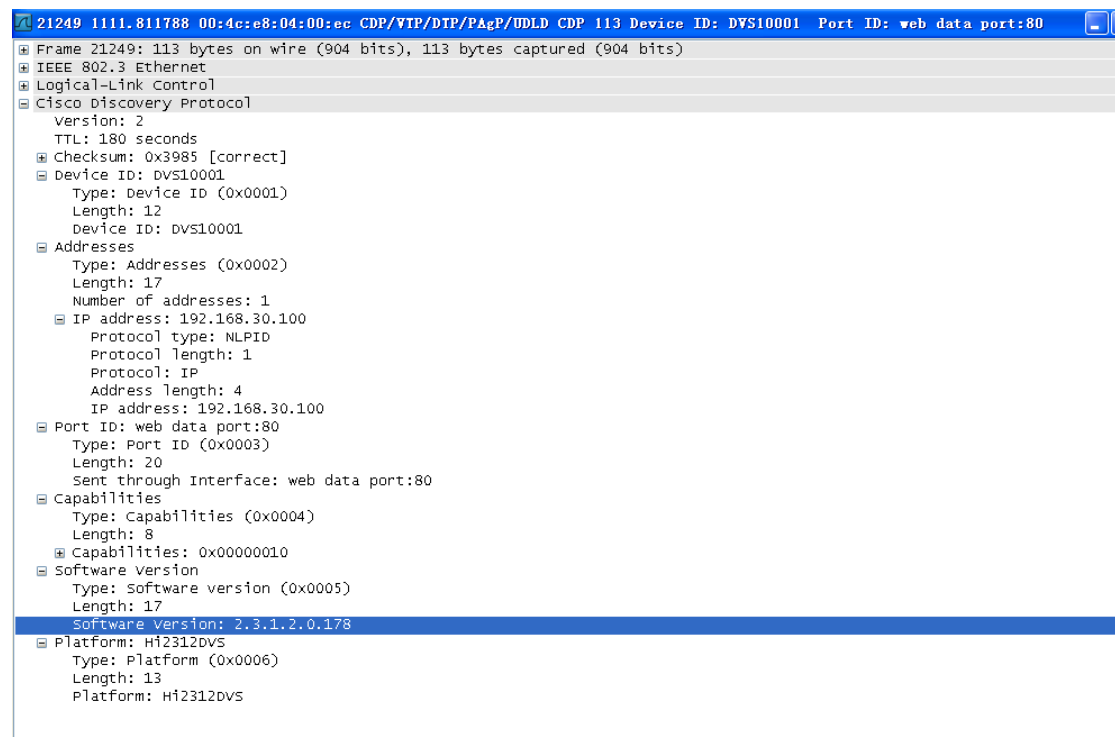 21249 1111.811788 00:4c:e8:04:00:ec CDP/VTP/DTP/PAgP/UDLD CDP 113 Device ID: DVS10001 Port ID: web data port:80
Frame 21249: 113 bytes on wire (904 bits), 113 bytes captured (904 bits)
IEEE 802.3 Ethernet
Logical-Link Control
Cisco Discovery Protocol
Version: 2
TTL: 180 seconds
Checksum: 0x3985 [correct]
Device ID: DVS10001
Type: Device ID (0x0001)
Length: 12
Device ID: DVS10001
Addresses
Type: Addresses (0x0002)
Length: 17
Number of addresses: 1
IP address: 192.168.30.100
Protocol type: NLPID
Protocol length: 1
Protocol: IP
Address length: 4
IP address: 192.168.30.100
Port ID: web data port:80
Type: Port ID (0x0003)
Length: 20
Sent through Interface: web data port:80
Capabilities
Type: Capabilities (0x0004)
Length: 8
Capabilities: 0x00000010
Software Version
Type: Software version (0x0005)
Length: 17
Software Version: 2.3.1.2.0.178
Platform: Hi2312DVS
Type: Platform (0x0006)
Length: 13
Platform: Hi2312DVS